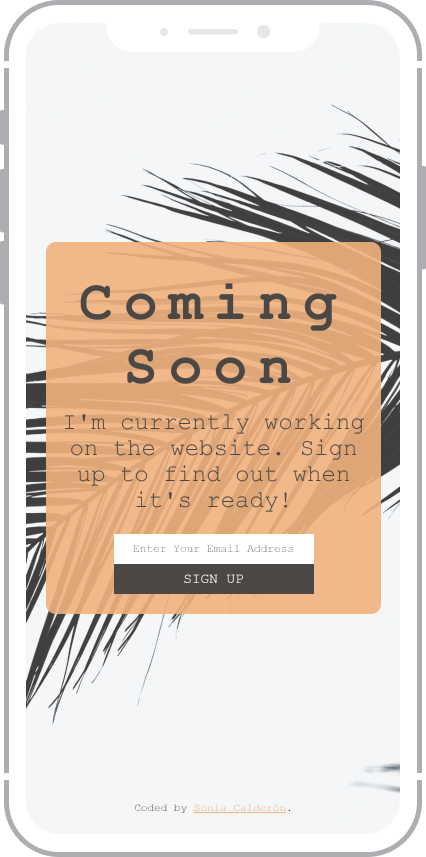 Coming
Soon
I'm currently working
on the website. Sign
up to find out when
it's ready!
Enter Your Email Address
SIGN UP
Coded by Sonia Calderón.